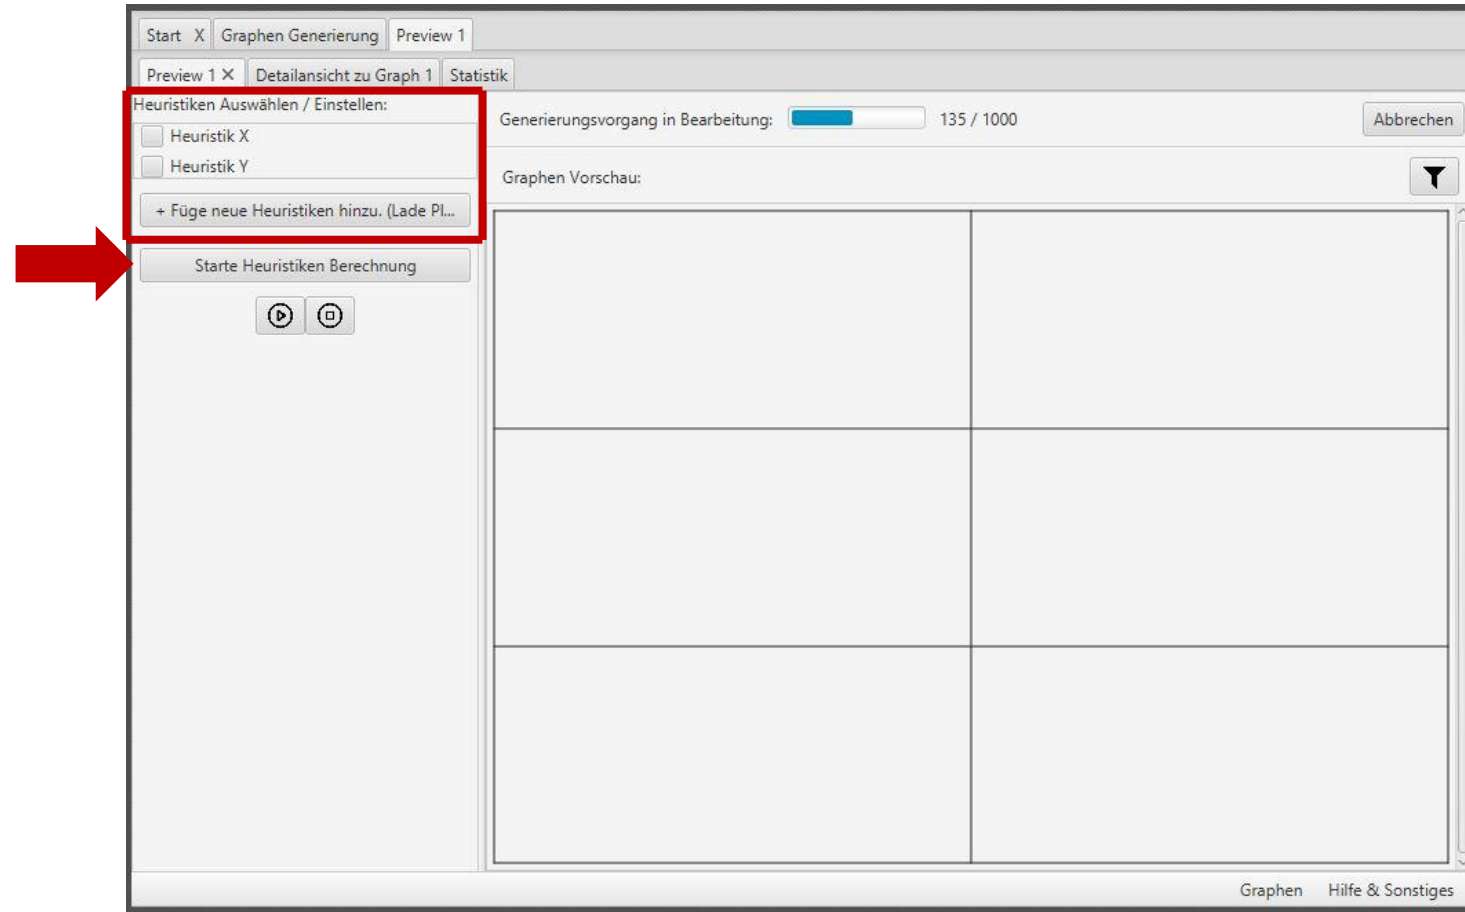 Start X Graphen Generierung Preview 1
Preview 1 X Detailansicht zu Graph 1 Statistik
Heuristiken Auswählen / Einstellen:
Heuristik X
Heuristik Y
+ Füge neue Heuristiken hinzu. (Lade Pl...
Starte Heuristiken Berechnung
Generierungsvorgang in Bearbeitung: 135 / 1000 Abbrechen
Graphen Vorschau:
Graphen Hilfe & Sonstiges